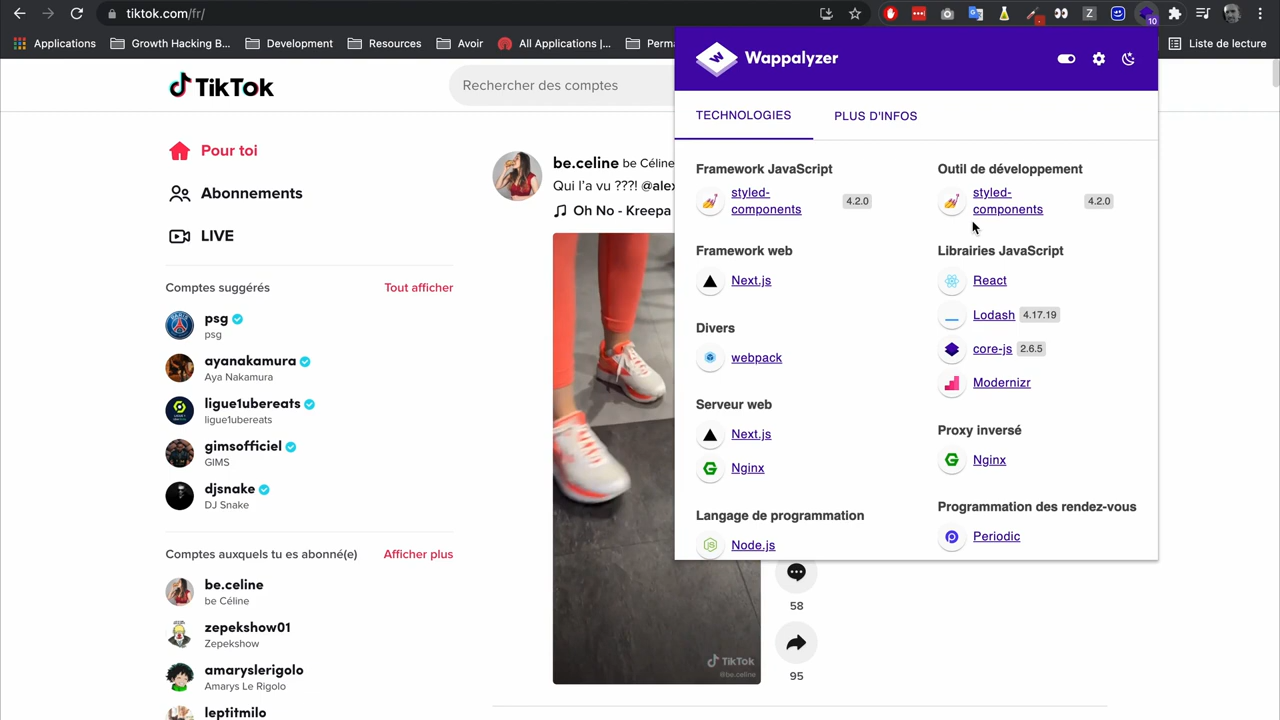 tiktok.com/fr/
10
Applications
Growth Hacking B...
Development
Resources
Avoir
All Applications |...
Liste de lecture
TikTok
Rechercher des comptes
Pour toi
Abonnements
LIVE
Comptes suggérés
Tout afficher
psg
psg
ayanakamura
Aya Nakamura
ligue1ubereats
ligue1ubereats
gimsofficiel
GIMS
djsnake
DJ Snake
Comptes auxquels tu es abonné(e)
Afficher plus
be.celine
be Céline
zepekshow01
Zepekshow
amaryslerigolo
Amarys Le Rigolo
leptitmilo
be.celine be Céline
Qui l'a vu ???! @alex
Oh No - Kreepa
TikTok
@be.celine
58
95
Wappalyzer
TECHNOLOGIES
PLUS D'INFOS
Framework JavaScript
styled-
components
4.2.0
Framework web
Next.js
Divers
webpack
Serveur web
Next.js
Nginx
Langage de programmation
Node.js
Outil de développement
styled-
components
4.2.0
Librairies JavaScript
React
Lodash 4.17.19
core-js 2.6.5
Modernizr
Proxy inversé
Nginx
Programmation des rendez-vous
Periodic